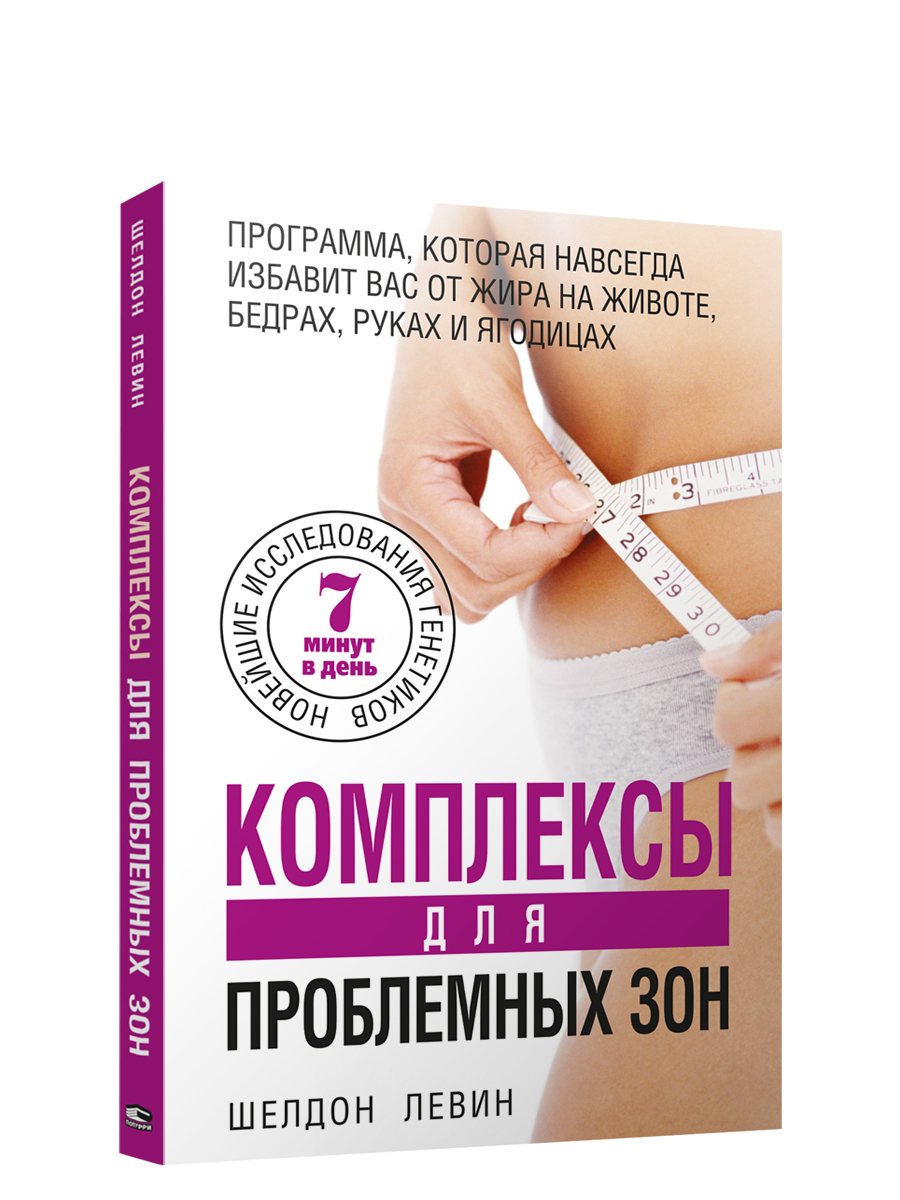 ПРОГРАММА, КОТОРАЯ НАВСЕГДА
ИЗБАВИТ ВАС ОТ ЖИРА НА ЖИВОТЕ,
БЕДРАХ, РУКАХ И ЯГОДИЦАХ
НОВЕЙШИЕ ИССЛЕДОВАНИЯ ГЕНЕТИКОВ
7
МИНУТ
В ДЕНЬ
2 IN 3 FIBREGLASS TA 4
27 28 29 30
КОМПЛЕКСЫ
ДЛЯ
ПРОБЛЕМНЫХ ЗОН
ШЕЛДОН ЛЕВИН
ШЕЛДОН ЛЕВИН КОМПЛЕКСЫ ДЛЯ ПРОБЛЕМНЫХ ЗОН
ПОПУРРИ